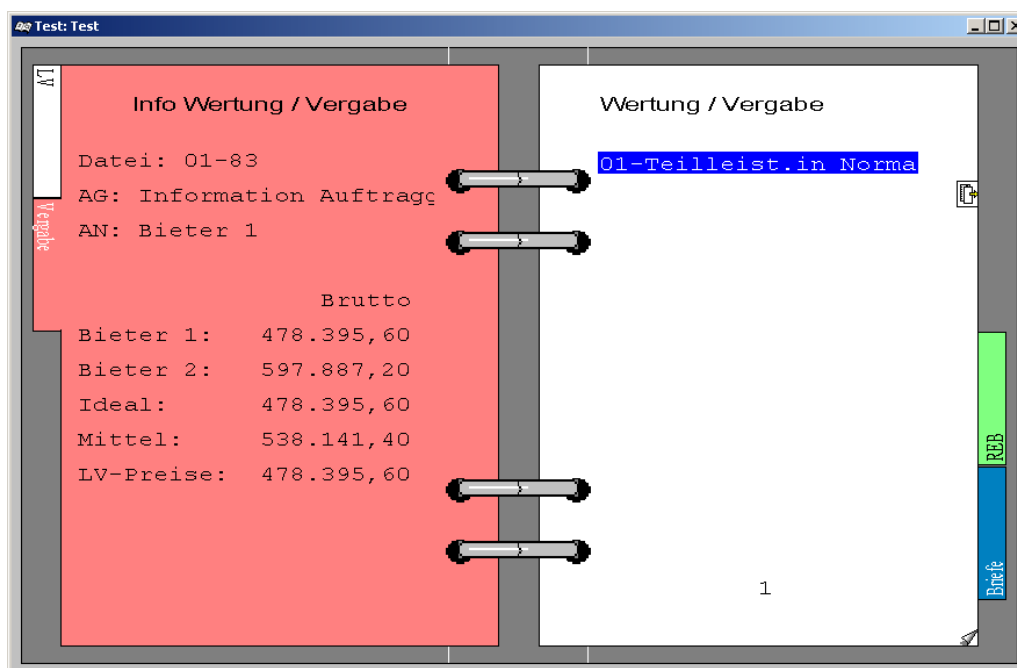 Test: Test
LV
Vergabe
Info Wertung / Vergabe
Datei: 01-83
AG: Information Auftragg
AN: Bieter 1
Brutto
Bieter 1: 478.395,60
Bieter 2: 597.887,20
Ideal: 478.395,60
Mittel: 538.141,40
LV-Preise: 478.395,60
Wertung / Vergabe
01-Teilleist.in Norma
1
REB
Briefe